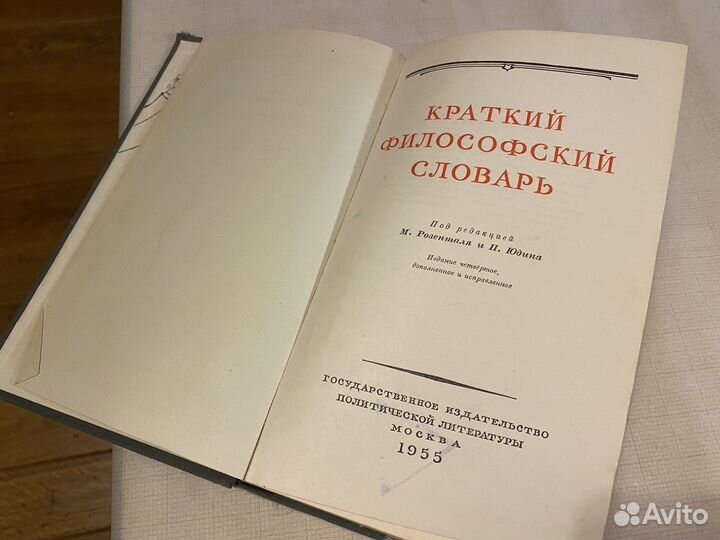 КРАТКИЙ
ФИЛОСОФСКИЙ
СЛОВАРЬ
Под редакцией
М. Розенталя и П. Юдина
Издание четвёртое,
дополненное и исправленное
ГОСУДАРСТВЕННОЕ ИЗДАТЕЛЬСТВО
ПОЛИТИЧЕСКОЙ ЛИТЕРАТУРЫ
МОСКВА
1955
Avito